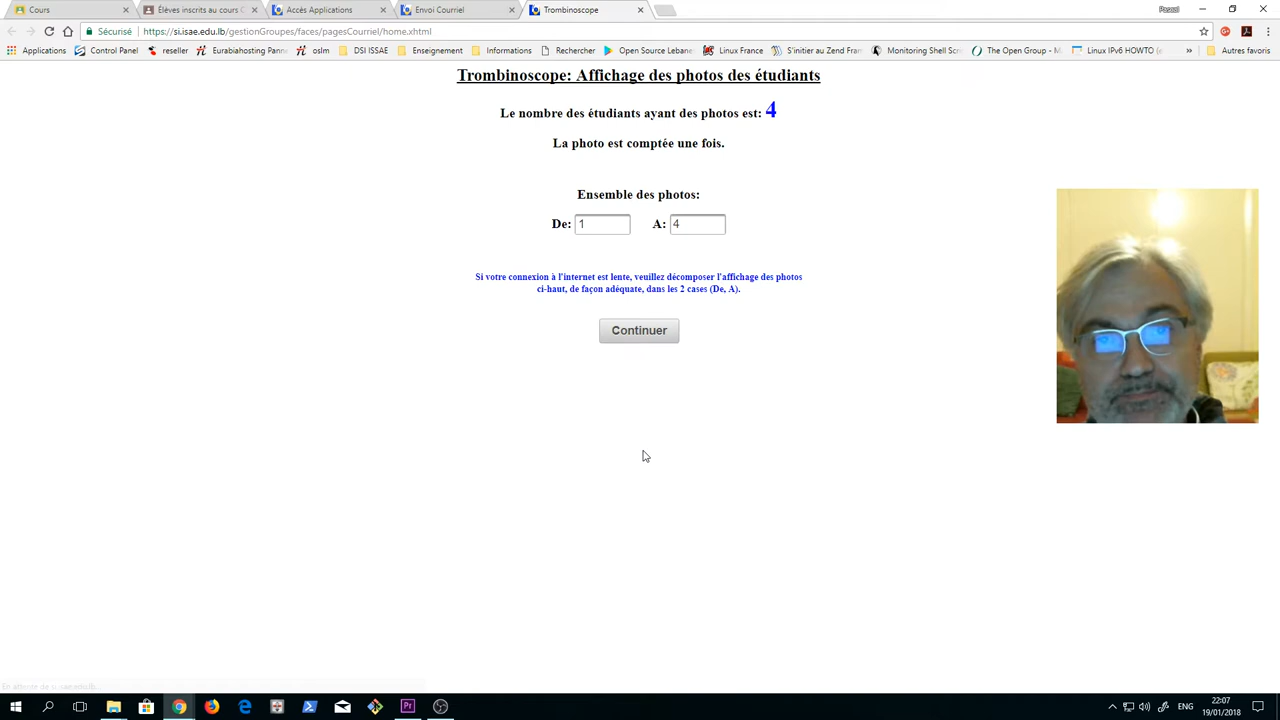 Cours
Élèves inscrits au cours C
Accès Applications
Envoi Courriel
Trombinoscope
Sécurisé
https://si.isae.edu.lb/gestionGroupes/faces/pagesCourriel/home.xhtml
Applications
Control Panel
reseller
Eurabiahosting Pann
oslm
DSI ISSAE
Enseignement
Informations
Rechercher
Open Source Lebane
Linux France
S'initier au Zend Fram
Monitoring Shell Scr
The Open Group - M
Linux IPv6 HOWTO (e
»
Autres favoris
Trombinoscope: Affichage des photos des étudiants
Le nombre des étudiants ayant des photos est: 4
La photo est comptée une fois.
Ensemble des photos:
De: 1 A: 4
Si votre connexion à l'internet est lente, veuillez décomposer l'affichage des photos
ci-haut, de façon adéquate, dans les 2 cases (De, A).
Continuer
Pr
ENG
22:07
19/01/2018